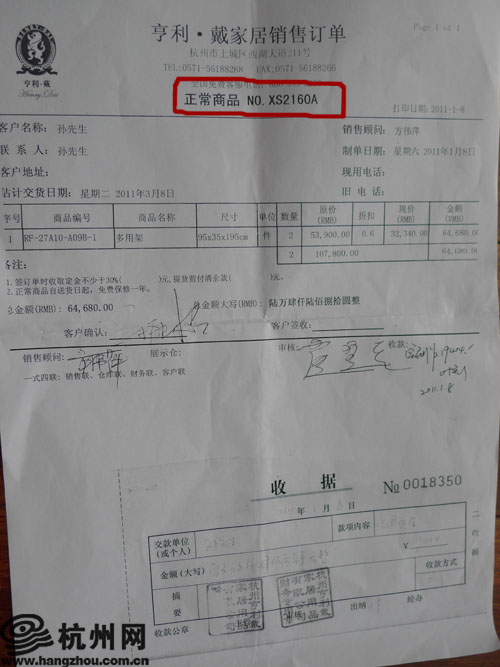 亨利·戴家居销售订单
Page 1 of 1
杭州市上城区西湖大道241号
TEL:0571-56188268 FAX:0571-56188266
亨利·戴
Henry Dai
全国免费客服电话:
正常商品 NO.XS2160A
打印日期:2011-1-8
客户名称: 孙先生 销售顾问: 方伟萍
联 系 人: 孙先生 制单日期: 星期六 2011年1月8日
客户地址: 现用电话:
估计交货日期: 星期二 2011年3月8日 旧 电 话:
序号 商品编号 商品名称 尺寸 单位 数量 原价(RMB) 折扣 现价(RMB) 金额(RMB)
1 RF-27A10-A09B-1 多用架 95x35x195cm 件 2 53,900.00 0.6 32,340.00 64,680.00
2 107,800.00 64,680.00
备注:
1.签订单时收取定金不少于30%( )元,提货前付清余款( )元。
2.正常商品自送货日起,免费保修一年。
总金额(RMB): 64,680.00 总金额大写(RMB): 陆万肆仟陆佰捌拾圆整
客户确认: 客户签收:
销售顾问: 展示仓: 审核: 收款:
2011.1.8
一式四联: 销售联、仓库联、财务联、客户联
收 据 No 0018350
年 1月 8日
交款单位(或个人) 款项内容
金额(大写) ¥ 收款方式
摘要
收款公章 出纳 经办
二 收据
杭州网
www.hangzhou.com.cn